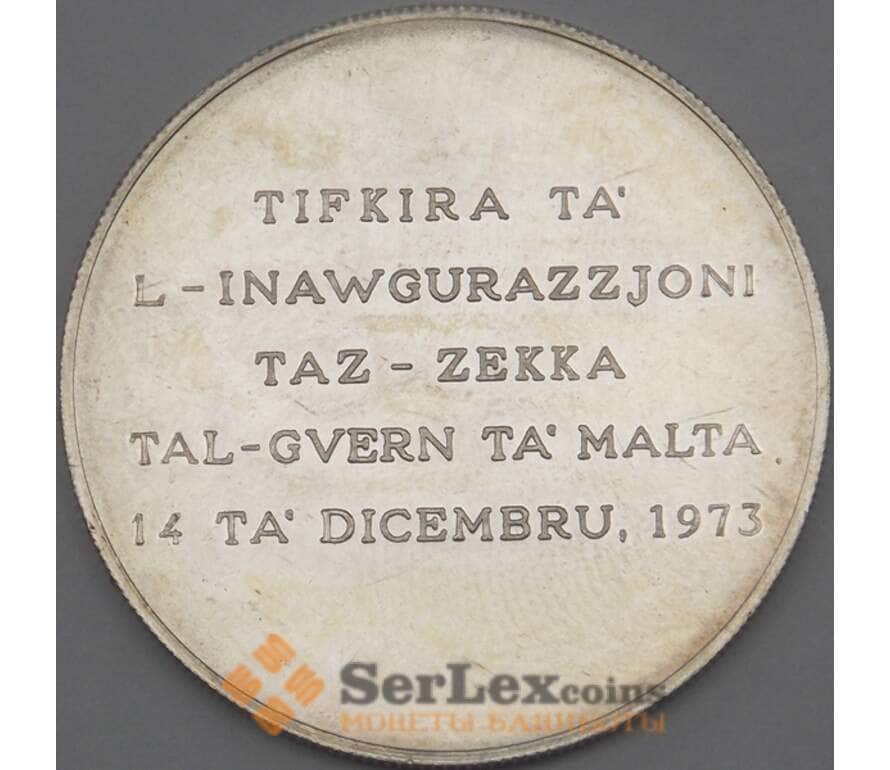 TIFKIRA TA'
L-INAWGURAZZJONI
TAZ-ZEKKA
TAL-GVERN TA' MALTA
14 TA' DICEMBRU, 1973
SerLexcoins
МОНЕТЫ БАНКНОТЫ